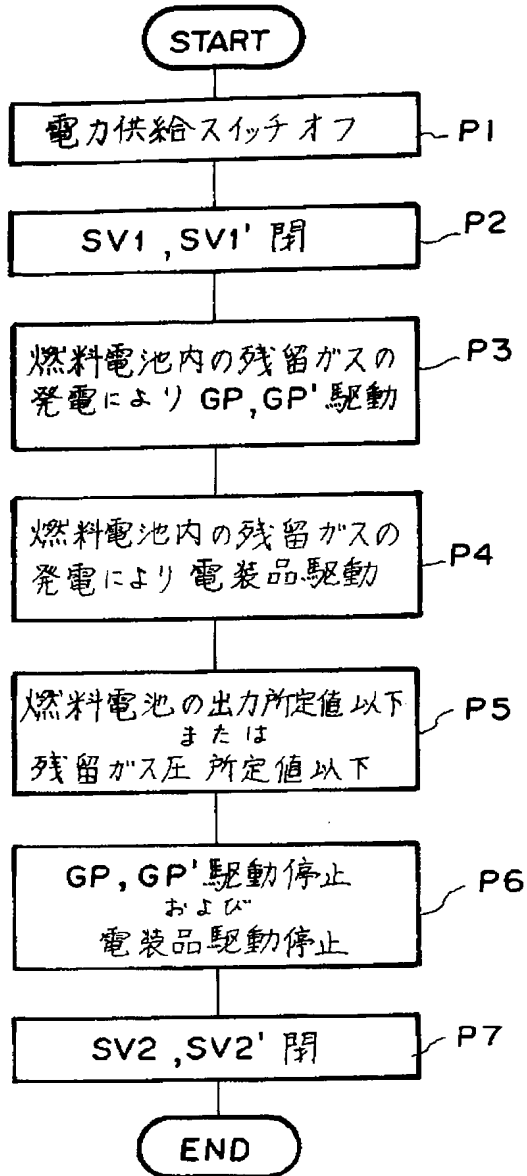 START
電力供給スイッチオフ
P1
SV1,SV1'閉
P2
燃料電池内の残留ガスの
発電によりGP,GP'駆動
P3
燃料電池内の残留ガスの
発電により電装品駆動
P4
燃料電池の出力所定値以下
または
残留ガス圧 所定値以下
P5
GP,GP'駆動停止
および
電装品駆動停止
P6
SV2,SV2'閉
P7
END